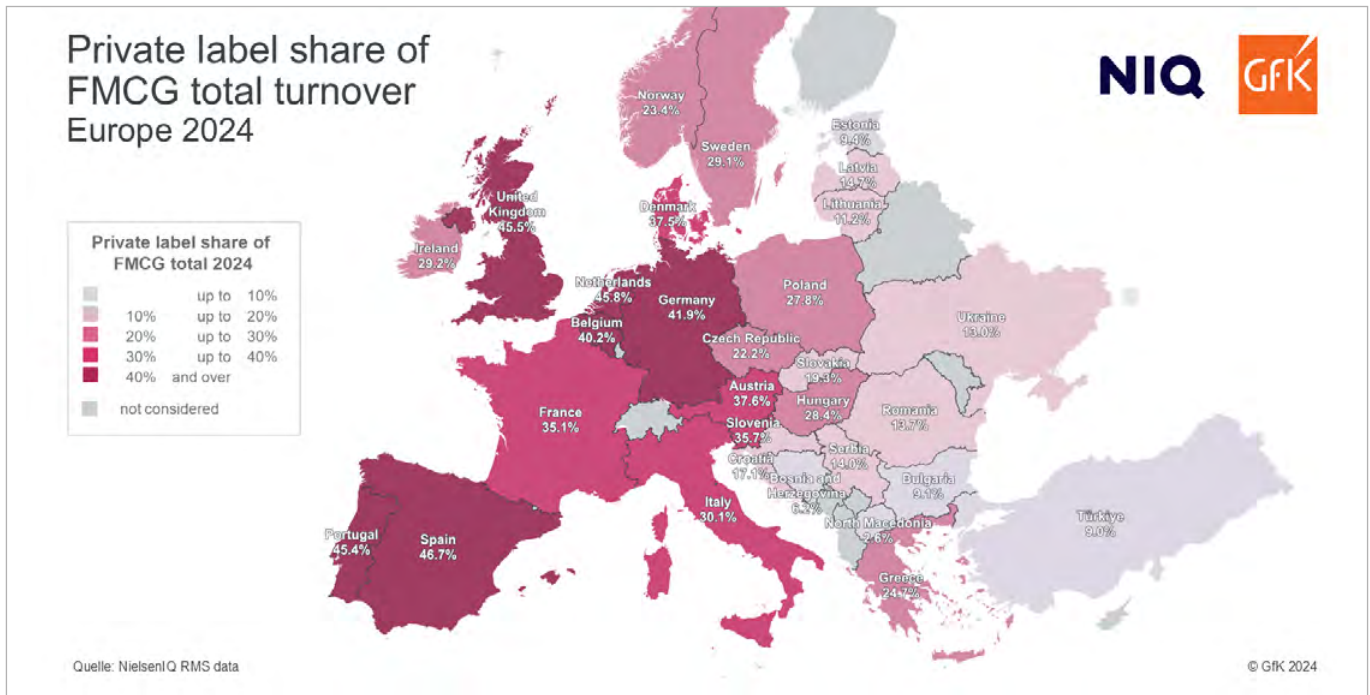 Private label share of
FMCG total turnover
Europe 2024
NIQ
GfK
Private label share of
FMCG total 2024
up to 10%
10% up to 20%
20% up to 30%
30% up to 40%
40% and over
not considered
Norway
23.4%
Sweden
29.1%
Estonia
9.4%
Latvia
14.7%
Lithuania
11.2%
United
Kingdom
45.5%
Ireland
29.2%
Denmark
37.5%
Netherlands
45.8%
Belgium
40.2%
Germany
41.9%
Poland
27.8%
Czech Republic
22.2%
Slovakia
19.3%
Ukraine
13.0%
Austria
37.6%
Hungary
28.4%
France
35.1%
Slovenia
35.7%
Romania
13.7%
Croatia
17.1%
Serbia
14.0%
Bosnia and
Herzegovina
6.2%
Bulgaria
9.1%
Italy
30.1%
North Macedonia
2.6%
Türkiye
9.0%
Portugal
45.4%
Spain
46.7%
Greece
24.7%
Quelle: NielsenIQ RMS data
© GfK 2024